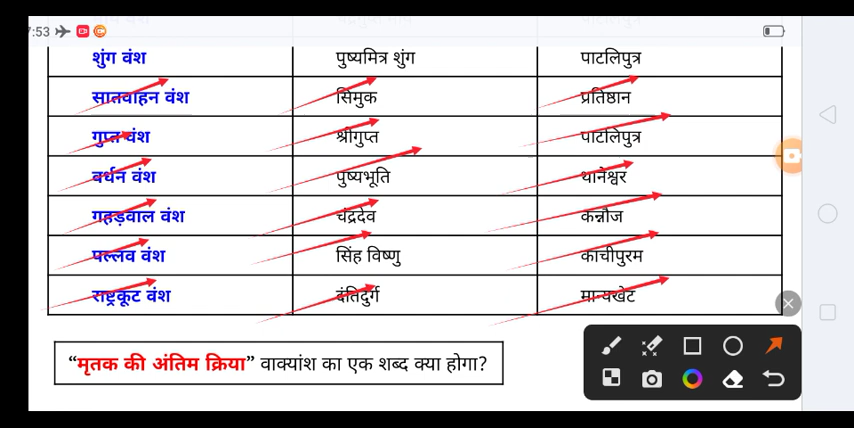 :53
शुंग वंश पुष्यमित्र शुंग पाटलिपुत्र
सातवाहन वंश सिमुक प्रतिष्ठान
गुप्त वंश श्रीगुप्त पाटलिपुत्र
वर्धन वंश पुष्यभूति थानेश्वर
गहड़वाल वंश चंद्रदेव कन्नौज
पल्लव वंश सिंह विष्णु काचीपुरम
राष्ट्रकूट वंश दंतिदुर्ग मान्यखेट
“मृतक की अंतिम क्रिया” वाक्यांश का एक शब्द क्या होगा?